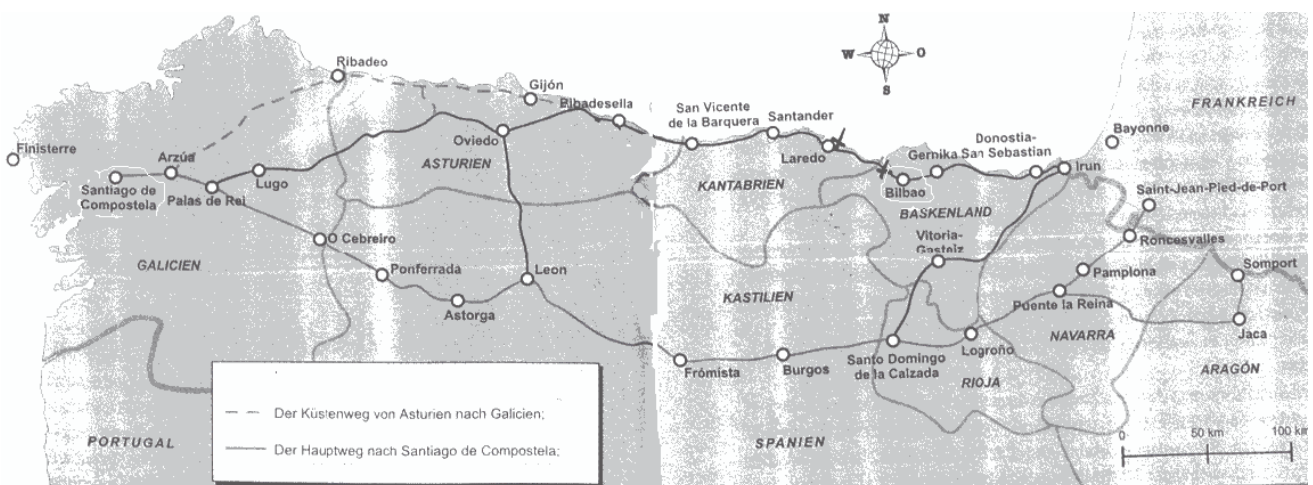 N
W O
S
Ribadeo
Gijón
Ribadesella
San Vicente
de la Barquera
Santander
Laredo
Gernika
Donostia-
San Sebastian
Bayonne
FRANKREICH
Finisterre
Arzúa
Santiago de
Compostela
Palas de Rei
Lugo
Oviedo
ASTURIEN
KANTABRIEN
Bilbao
BASKENLAND
Irun
Saint-Jean-Pied-de-Port
Roncesvalles
Vitoria-
Gasteiz
O Cebreiro
GALICIEN
Ponferrada
Leon
Astorga
KASTILIEN
Pamplona
Puente la Reina
Somport
NAVARRA
Jaca
Frómista
Burgos
Santo Domingo
de la Calzada
Logroño
RIOJA
ARAGÓN
PORTUGAL
SPANIEN
Der Küstenweg von Asturien nach Galicien;
Der Hauptweg nach Santiago de Compostela;
0 50 km 100 km